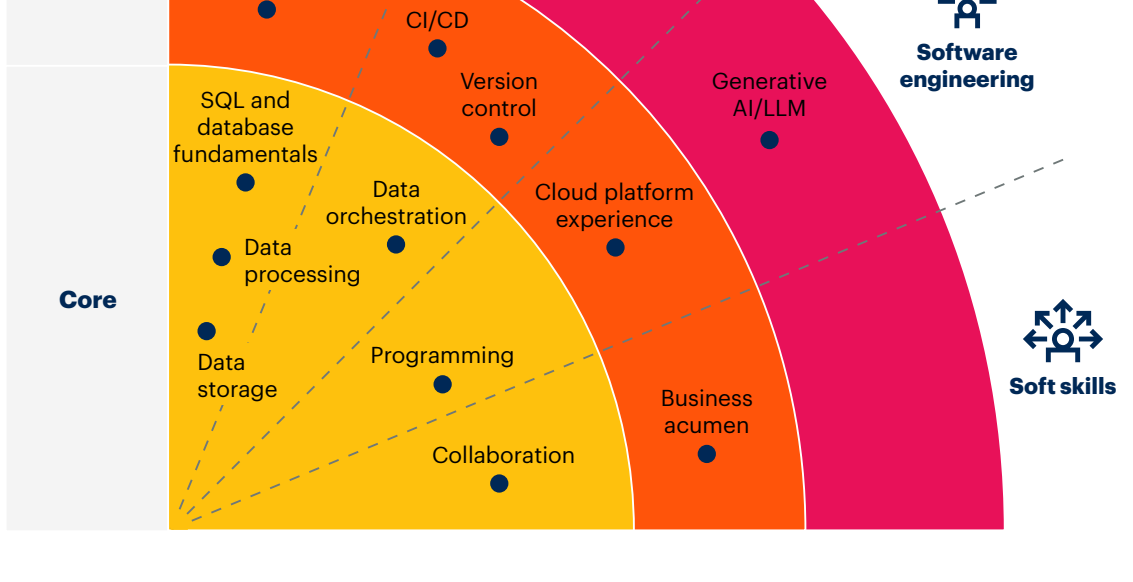 CI/CD
Software
engineering
Version
control
Generative
AI/LLM
SQL and
database
fundamentals
Data
orchestration
Cloud platform
experience
Data
processing
Core
Data
storage
Programming
Soft skills
Business
acumen
Collaboration